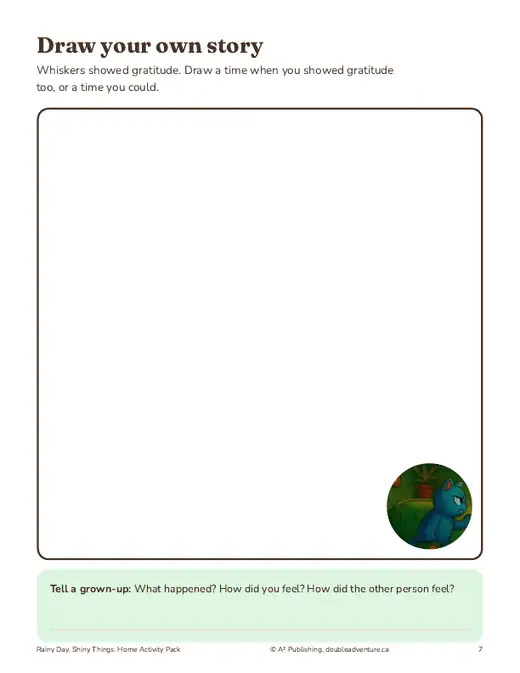 Draw your own story
Whiskers showed gratitude. Draw a time when you showed gratitude
too, or a time you could.
Tell a grown-up: What happened? How did you feel? How did the other person feel?
Rainy Day, Shiny Things. Home Activity Pack © A² Publishing, doubleadventure.ca 7